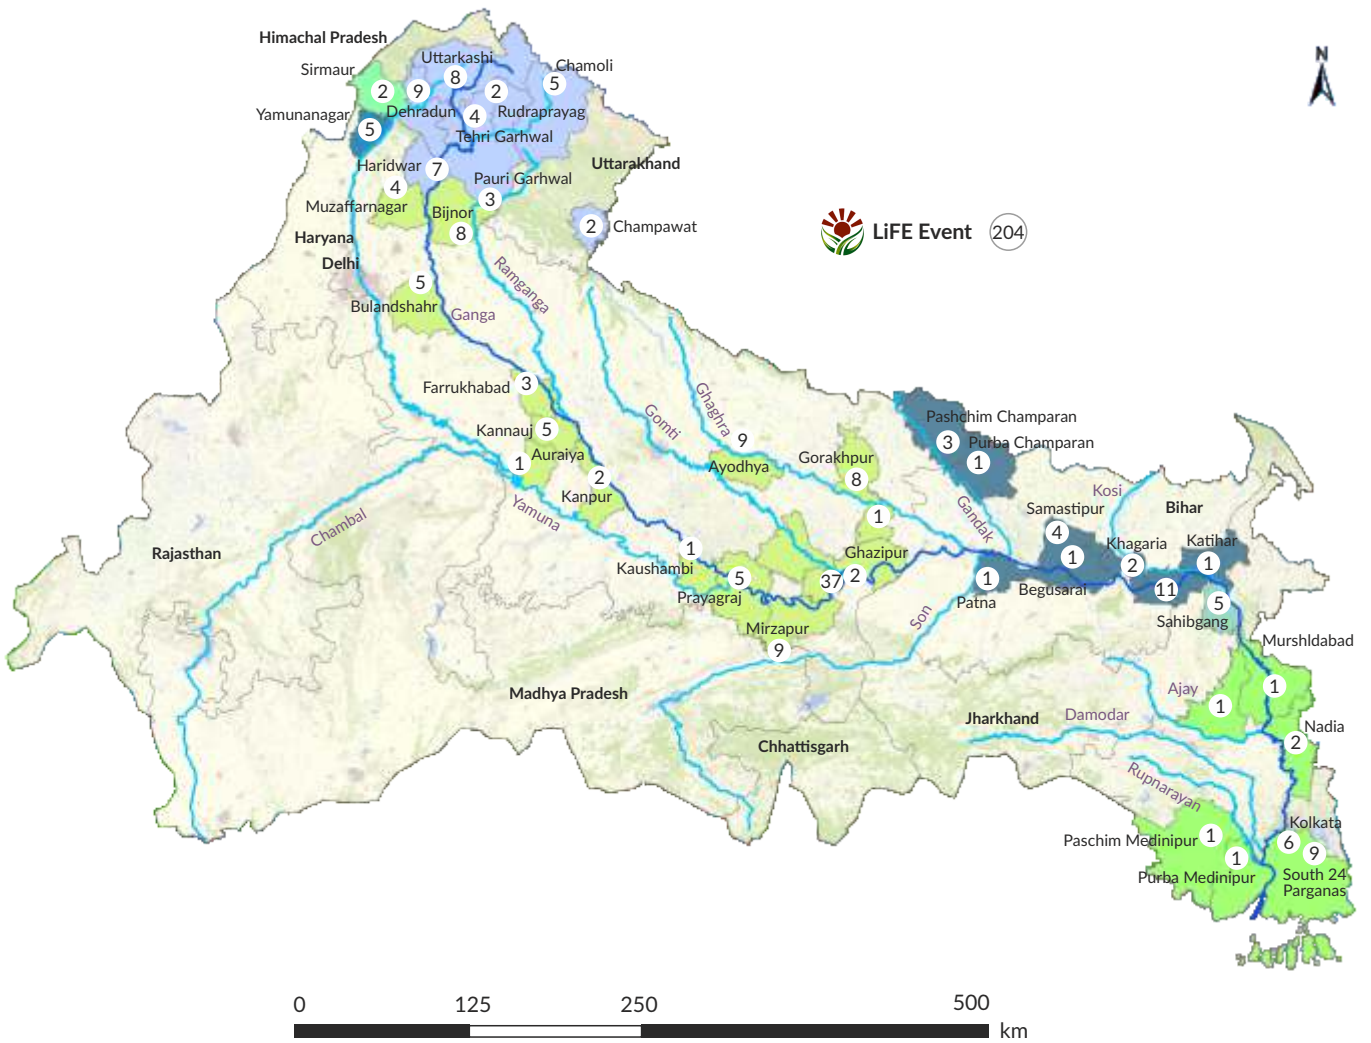 Himachal Pradesh
N
Uttarkashi
Sirmaur
Chamoli
8
5
2
9
2
Yamunanagar
Dehradun
Rudraprayag
4
5
Tehri Garhwal
Haridwar
Uttarakhand
7
Pauri Garhwal
4
3
Muzaffarnagar
Bijnor
2
Champawat
8
LiFE Event
204
Haryana
Delhi
Ramganga
5
Bulandshahr
Ganga
Farrukhabad
3
Ghaghra
Kannauj
5
Gomti
9
Pashchim Champaran
3
Purba Champaran
1
Auraiya
1
Ayodhya
Gorakhpur
8
2
Kanpur
Kosi
Yamuna
Chambal
Gandak
Samastipur
Bihar
1
4
Rajasthan
1
Ghazipur
1
Khagaria
Katihar
Kaushambi
2
1
5
37
2
1
Prayagraj
Patna
Begusarai
11
5
Son
Sahibgang
Mirzapur
9
Murshldabad
Madhya Pradesh
Ajay
1
1
Jharkhand
Damodar
Nadia
2
Chhattisgarh
Rupnarayan
Kolkata
Paschim Medinipur
1
6
9
1
Purba Medinipur
South 24
Parganas
0
125
250
500
km